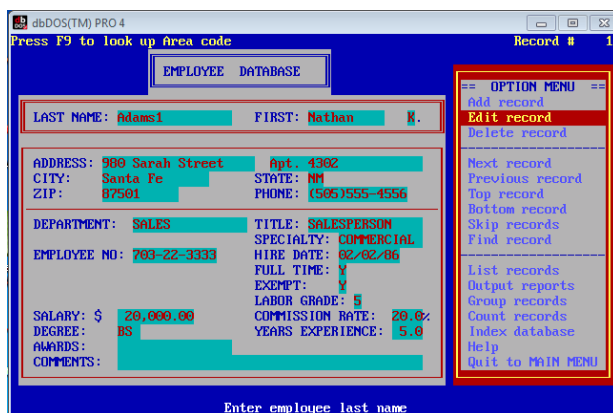 dbDOS(TM) PRO 4
Press F9 to look up Area code Record # 1
EMPLOYEE DATABASE
LAST NAME: Adams1 FIRST: Nathan K.
ADDRESS: 980 Sarah Street Apt. 4302
CITY: Santa Fe STATE: NM
ZIP: 87501 PHONE: (505)555-4556
DEPARTMENT: SALES TITLE: SALESPERSON
SPECIALTY: COMMERCIAL
EMPLOYEE NO: 703-22-3333 HIRE DATE: 02/02/86
FULL TIME: Y
EXEMPT: Y
LABOR GRADE: 5
SALARY: $ 20,000.00 COMMISSION RATE: 20.0%
DEGREE: BS YEARS EXPERIENCE: 5.0
AWARDS:
COMMENTS:
== OPTION MENU ==
Add record
Edit record
Delete record
Next record
Previous record
Top record
Bottom record
Skip records
Find record
List records
Output reports
Group records
Count records
Index database
Help
Quit to MAIN MENU
Enter employee last name